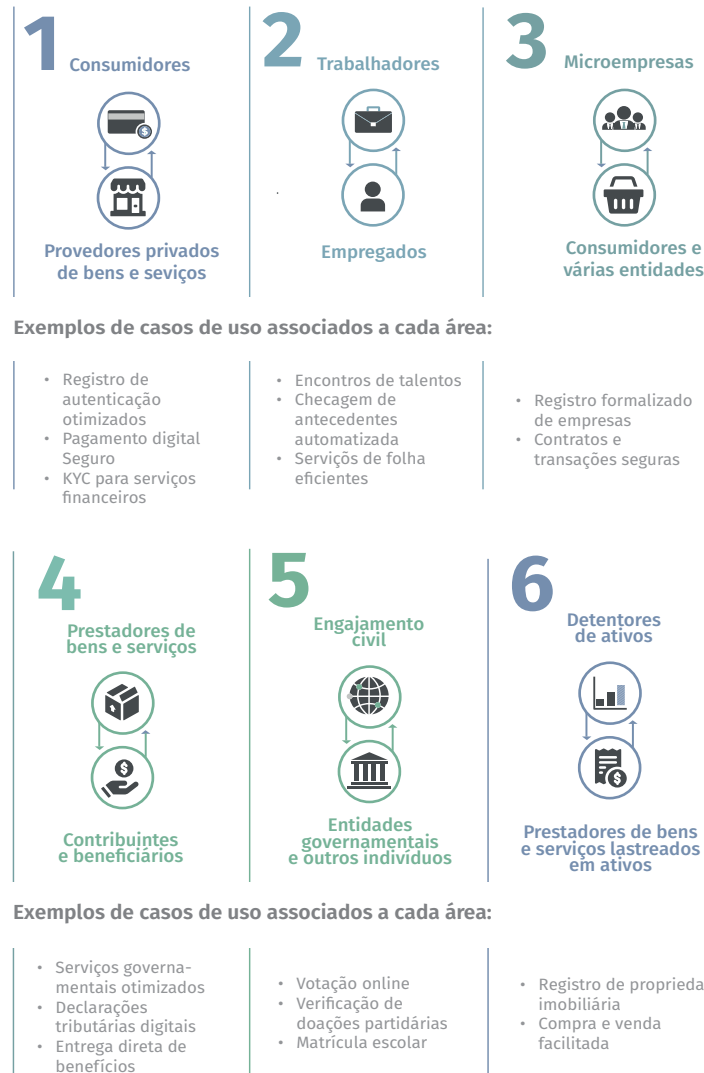 1
Consumidores
Provedores privados
de bens e seviços
2
Trabalhadores
Empregados
3
Microempresas
Consumidores e
várias entidades
Exemplos de casos de uso associados a cada área:
• Registro de
autenticação
otimizados
• Pagamento digital
Seguro
• KYC para serviços
financeiros
• Encontros de talentos
• Checagem de
antecedentes
automatizada
• Serviçõs de folha
eficientes
• Registro formalizado
de empresas
• Contratos e
transações seguras
4
Prestadores de
bens e serviços
Contribuintes
e beneficiários
5
Engajamento
civil
Entidades
governamentais
e outros indivíduos
6
Detentores
de ativos
Prestadores de bens
e serviços lastreados
em ativos
Exemplos de casos de uso associados a cada área:
• Serviços governa-
mentais otimizados
• Declarações
tributárias digitais
• Entrega direta de
benefícios
• Votação online
• Verificação de
doações partidárias
• Matrícula escolar
• Registro de proprieda
imobiliária
• Compra e venda
facilitada